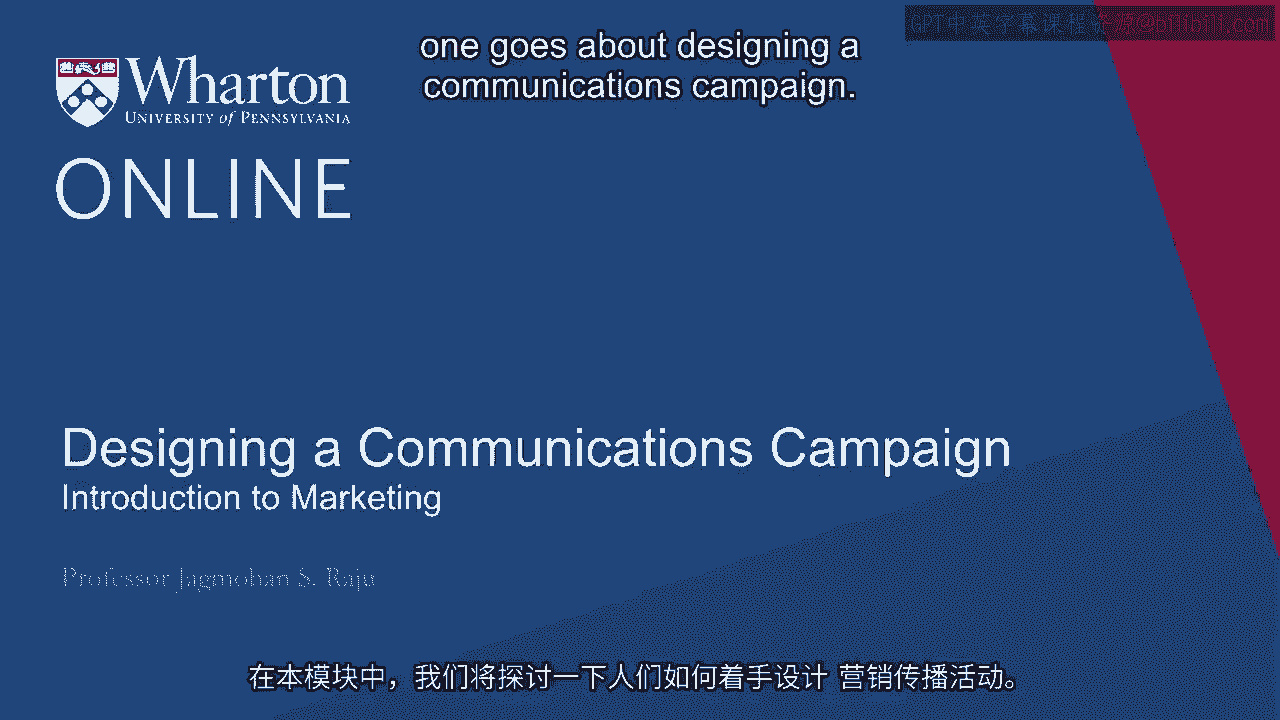 one goes about designing a
communications campaign.
GPT中英字幕课程资源@bilibili.com
Wharton
UNIVERSITY of PENNSYLVANIA
ONLINE
Designing a Communications Campaign
Introduction to Marketing
Professor Jagmohan S. Raju
在本模块中，我们将探讨一下人们如何着手设计 营销传播活动。